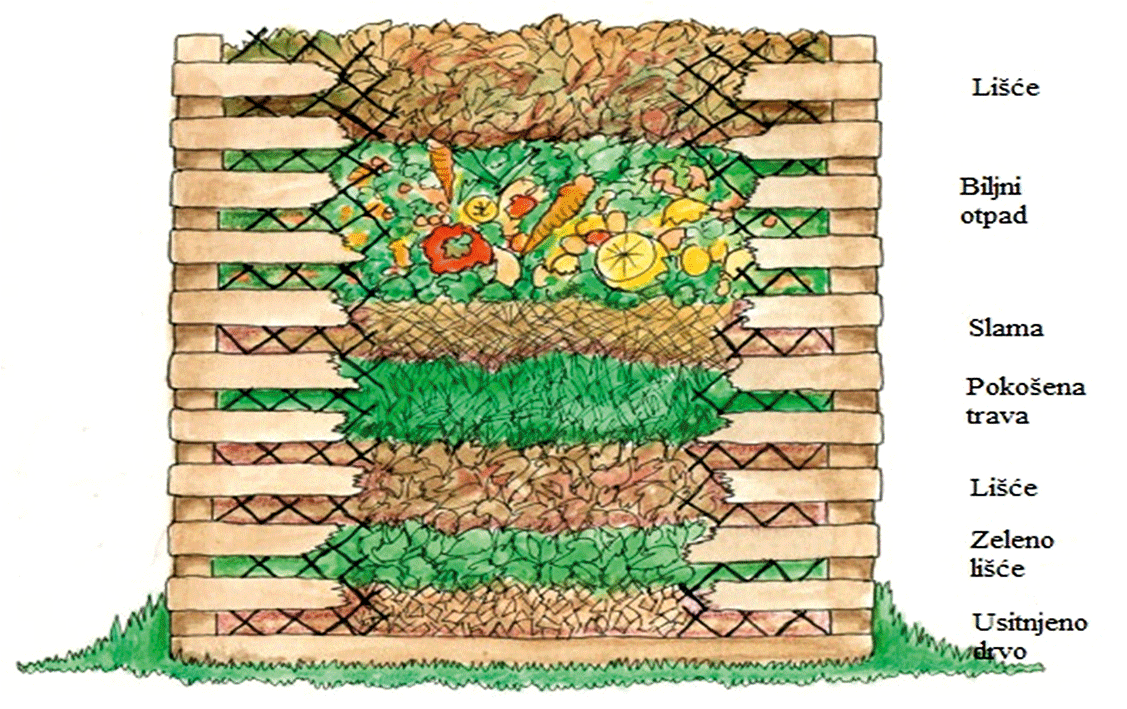 Lišće
Biljni
otpad
Slama
Pokošena
trava
Lišće
Zeleno
lišće
Usitnjeno
drvo